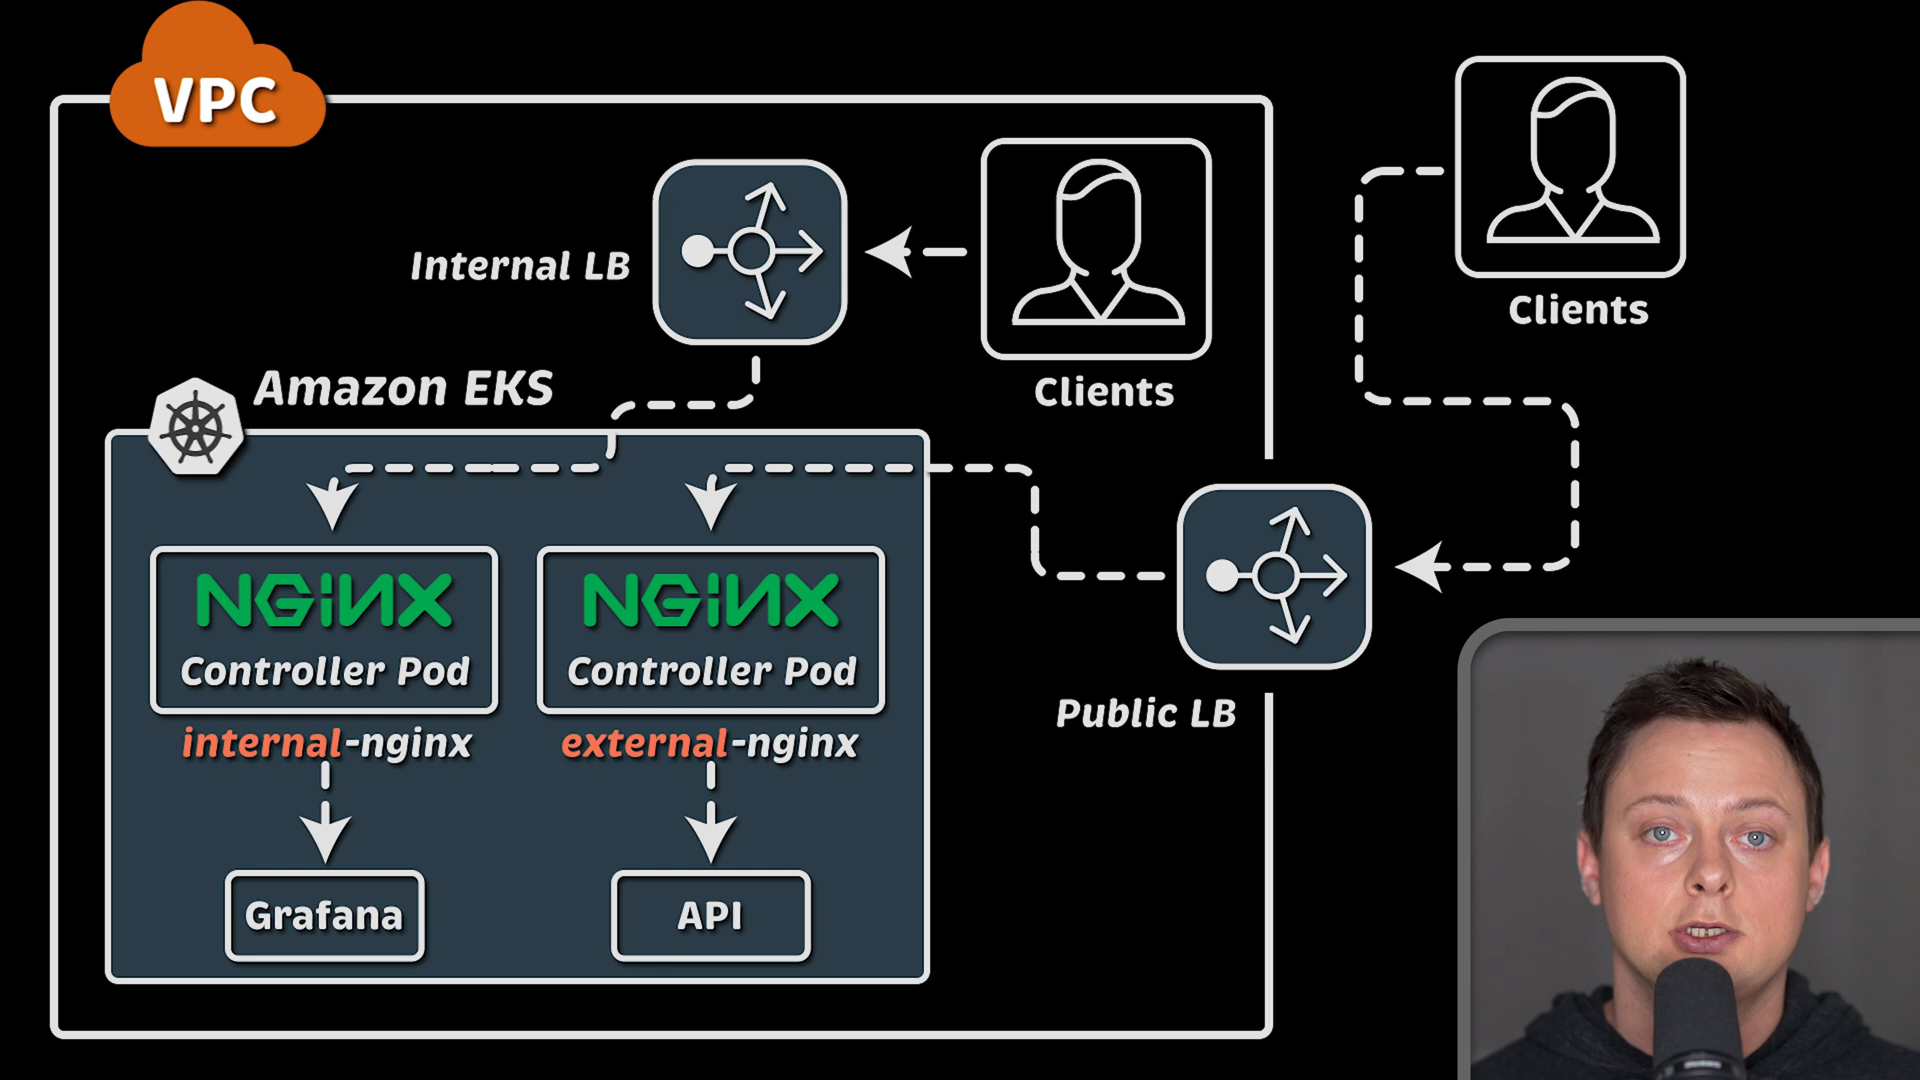 VPC
Clients
Internal LB
Clients
Amazon EKS
NGINX
Controller Pod
internal-nginx
NGINX
Controller Pod
external-nginx
Public LB
Grafana
API